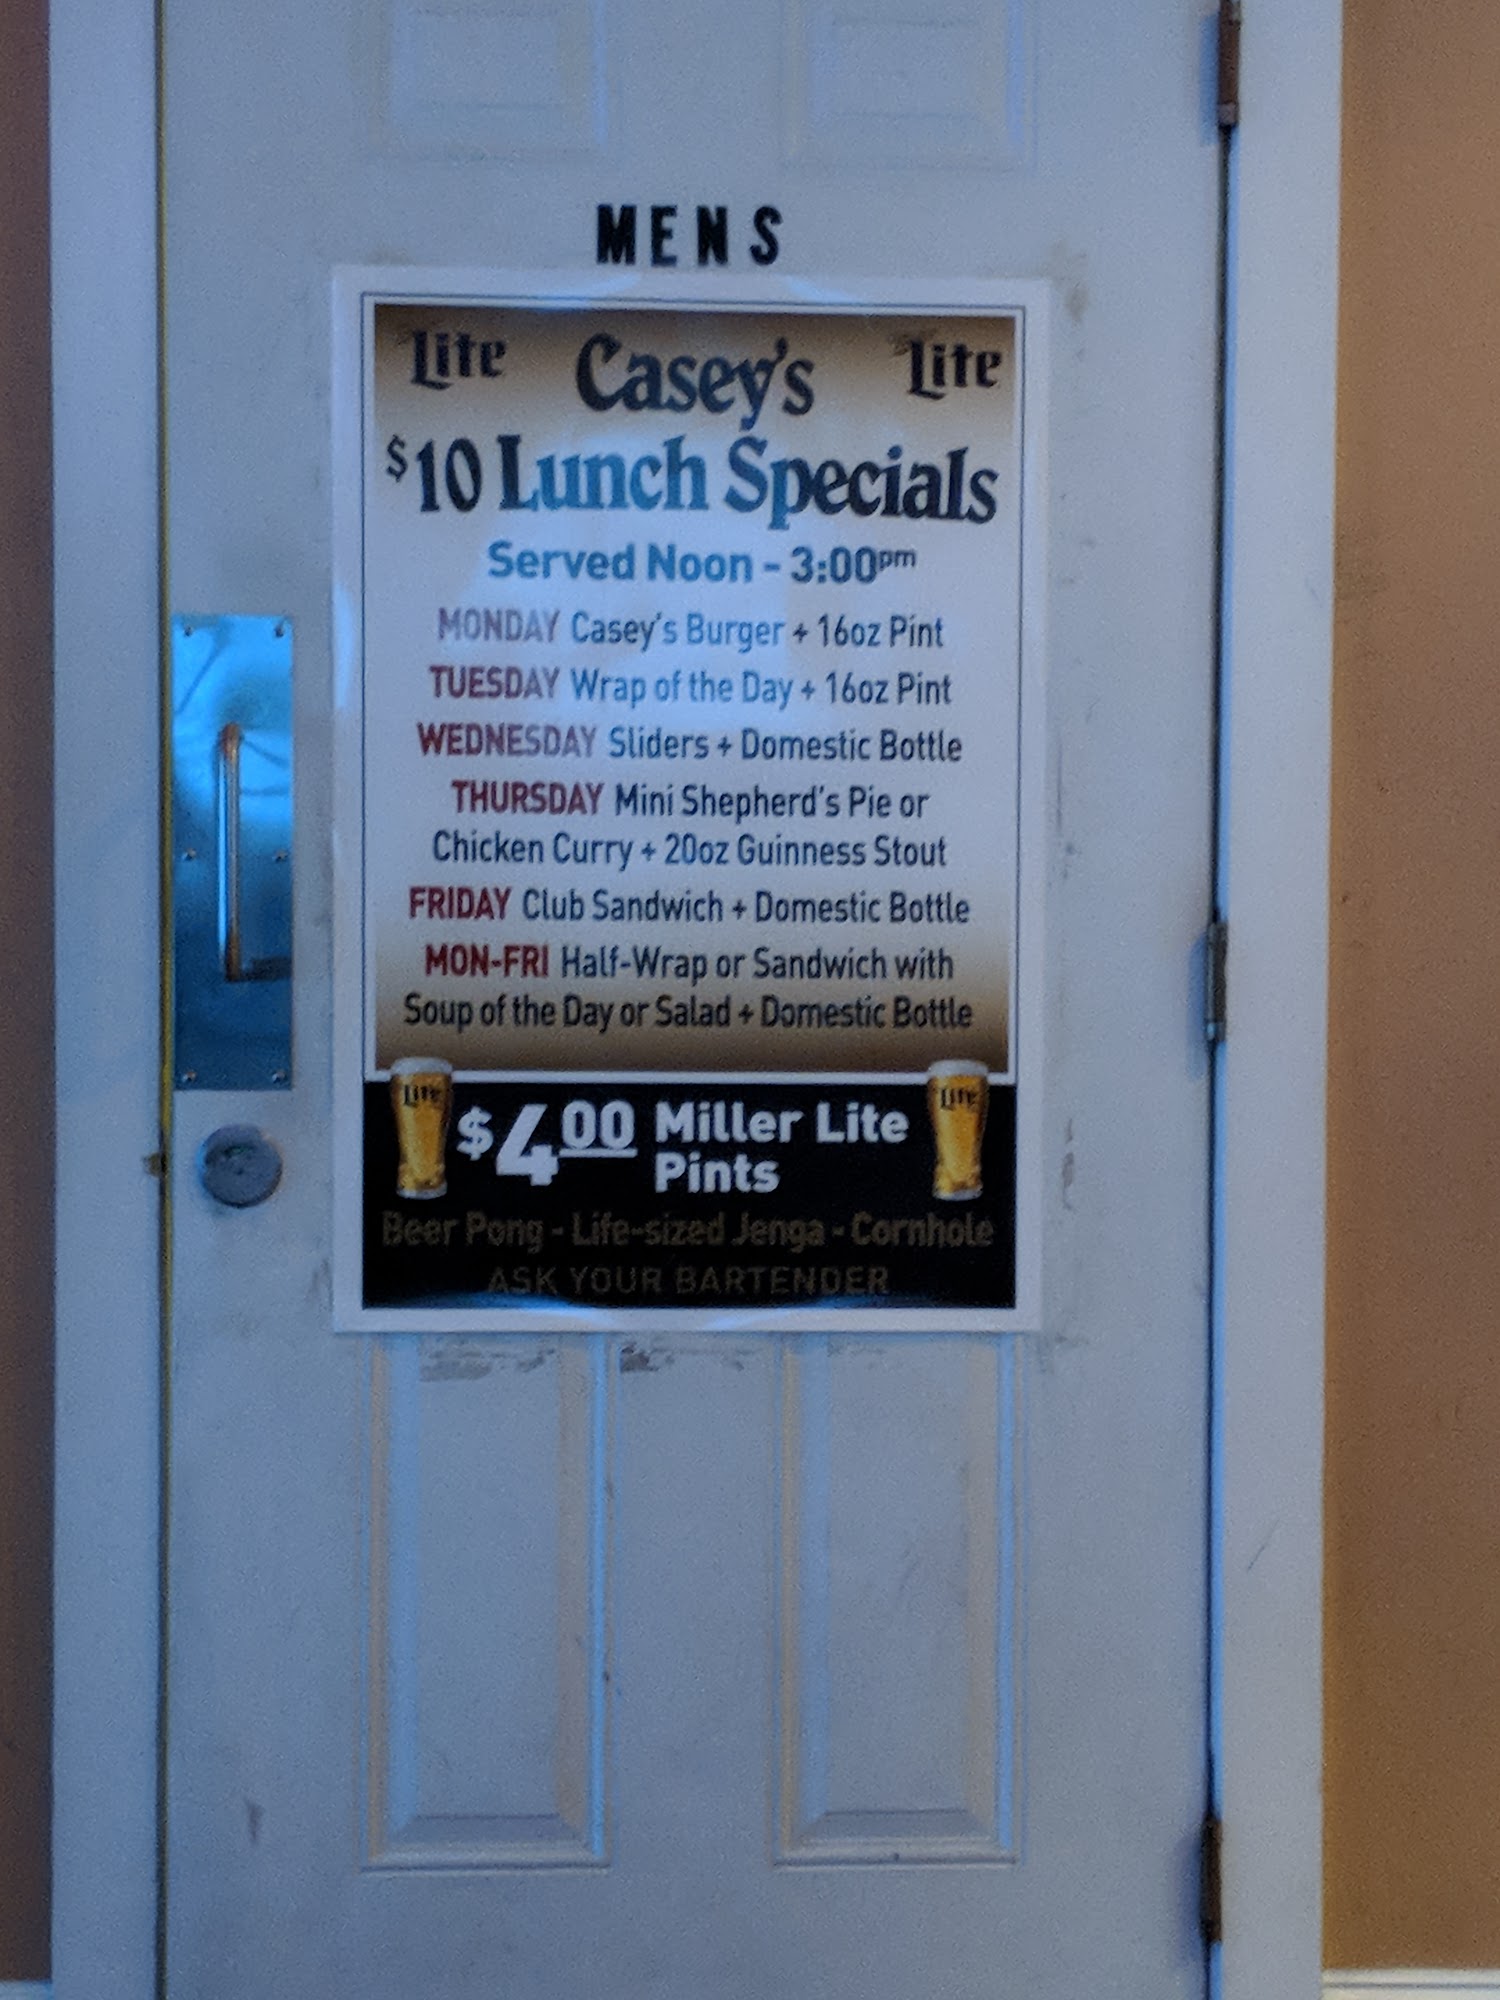 MENS
Lite Casey's Lite
$10 Lunch Specials
Served Noon - 3:00pm
MONDAY Casey's Burger + 16oz Pint
TUESDAY Wrap of the Day + 16oz Pint
WEDNESDAY Sliders + Domestic Bottle
THURSDAY Mini Shepherd's Pie or
Chicken Curry + 20oz Guinness Stout
FRIDAY Club Sandwich + Domestic Bottle
MON-FRI Half-Wrap or Sandwich with
Soup of the Day or Salad + Domestic Bottle
Lite $4.00 Miller Lite Lite
Pints
Beer Pong - Life-sized Jenga - Cornhole
ASK YOUR BARTENDER